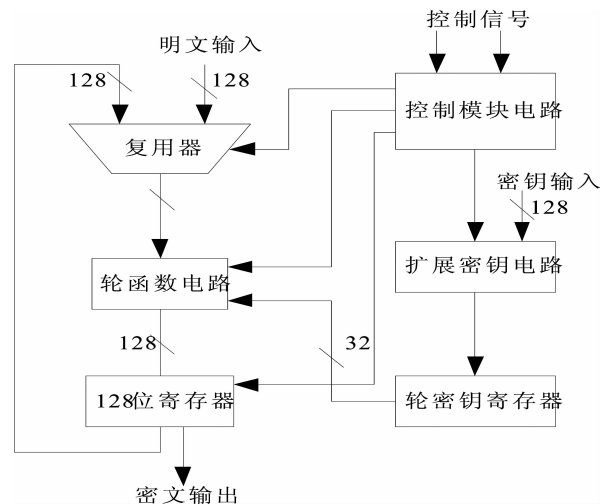 控制信号
明文输入
128
128
控制模块电路
复用器
密钥输入
128
扩展密钥电路
轮函数电路
128
32
128位寄存器
轮密钥寄存器
密文输出